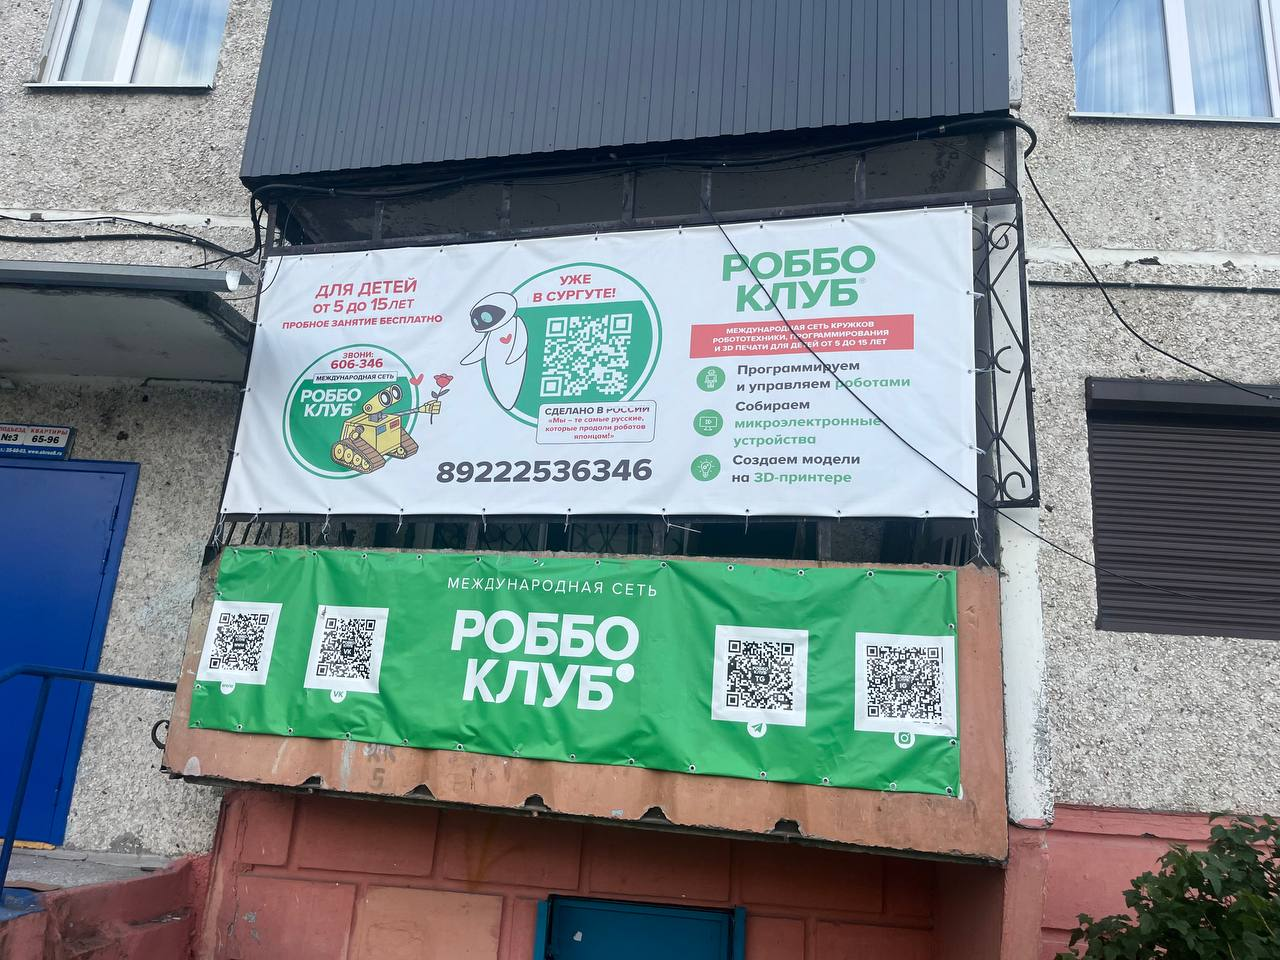 ДЛЯ ДЕТЕЙ
от 5 до 15 ЛЕТ
ПРОБНОЕ ЗАНЯТИЕ БЕСПЛАТНО
ЗВОНИ:
606-346
МЕЖДУНАРОДНАЯ СЕТЬ
РОББО
КЛУБ
УЖЕ
В СУРГУТЕ!
СДЕЛАНО В РОССИИ
«Мы – те самые русские,
которые продали роботов
японцам!»
89222536346
РОББО
КЛУБ®
МЕЖДУНАРОДНАЯ СЕТЬ КРУЖКОВ
РОБОТОТЕХНИКИ, ПРОГРАММИРОВАНИЯ
И 3D ПЕЧАТИ ДЛЯ ДЕТЕЙ ОТ 5 ДО 15 ЛЕТ
Программируем
и управляем роботами
Собираем
микроэлектронные
устройства
Создаем модели
на 3D-принтере
ПОДЪЕЗД КВАРТИРЫ
№3 65-96
МЕЖДУНАРОДНАЯ СЕТЬ
РОББО
КЛУБ
VK
TG
IG